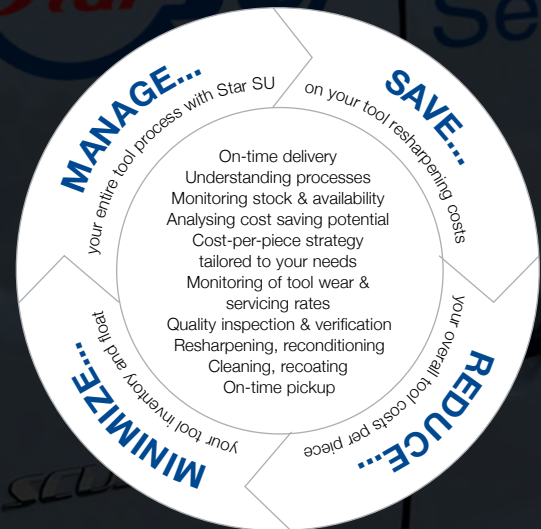 Star
Se
MANAGE...
your entire tool process with Star SU
SAVE...
on your tool resharpening costs
REDUCE...
your overall tool costs per piece
MINIMIZE...
your tool inventory and float
On-time delivery
Understanding processes
Monitoring stock & availability
Analysing cost saving potential
Cost-per-piece strategy
tailored to your needs
Monitoring of tool wear &
servicing rates
Quality inspection & verification
Resharpening, reconditioning
Cleaning, recoating
On-time pickup